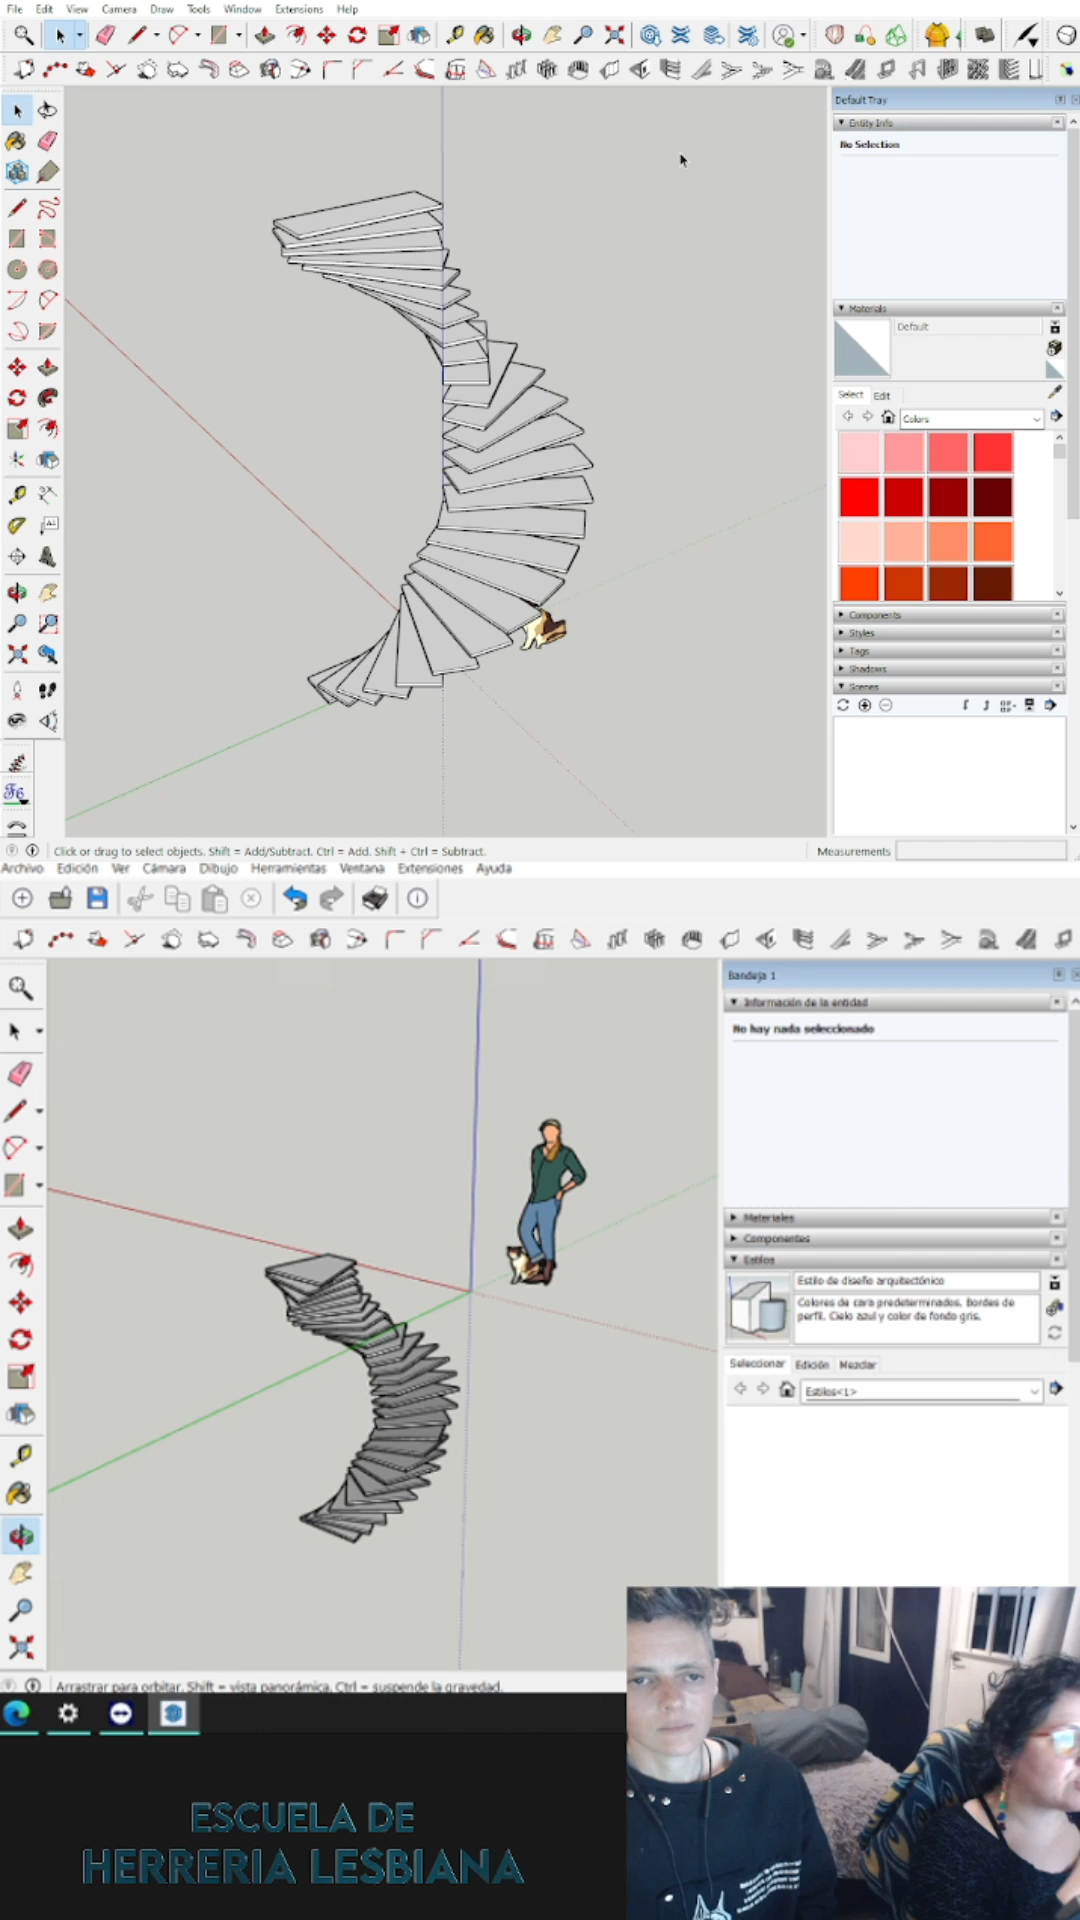 File Edit View Camera Draw Tools Window Extensions Help
Default Tray
Entity Info
No Selection
Materials
Default
Select Edit
Colors
Components
Styles
Tags
Shadows
Scenes
Click or drag to select objects. Shift = Add/Subtract. Ctrl = Add. Shift + Ctrl = Subtract.
Measurements
Archivo Edición Ver Cámara Dibujo Herramientas Ventana Extensiones Ayuda
Bandeja 1
Información de la entidad
No hay nada seleccionado
Materiales
Componentes
Estilos
Estilo de diseño arquitectónico
Colores de cara predeterminados. Bordes de
perfil. Cielo azul y color de fondo gris.
Seleccionar Edición Mezclar
Estilos<1>
Arrastrar para orbitar. Shift = vista panorámica, Ctrl = suspende la gravedad.
ESCUELA DE
HERRERIA LESBIANA